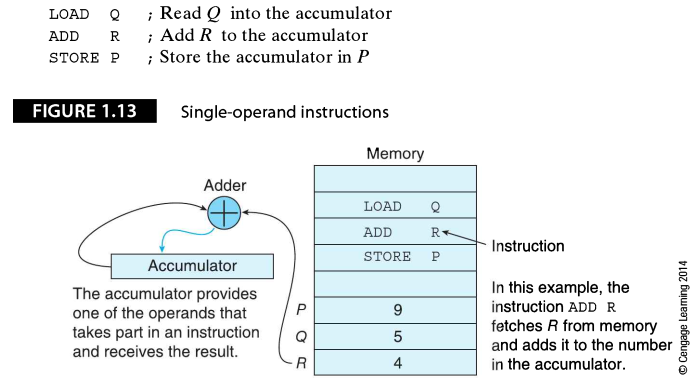 LOAD Q ; Read Q into the accumulator
ADD R ; Add R to the accumulator
STORE P ; Store the accumulator in P
FIGURE 1.13 Single-operand instructions
Memory
Adder
LOAD Q
ADD R
STORE P
Instruction
Accumulator
The accumulator provides
one of the operands that
takes part in an instruction
and receives the result.
P 9
Q 5
R 4
In this example, the
instruction ADD R
fetches R from memory
and adds it to the number
in the accumulator.
© Cengage Learning 2014